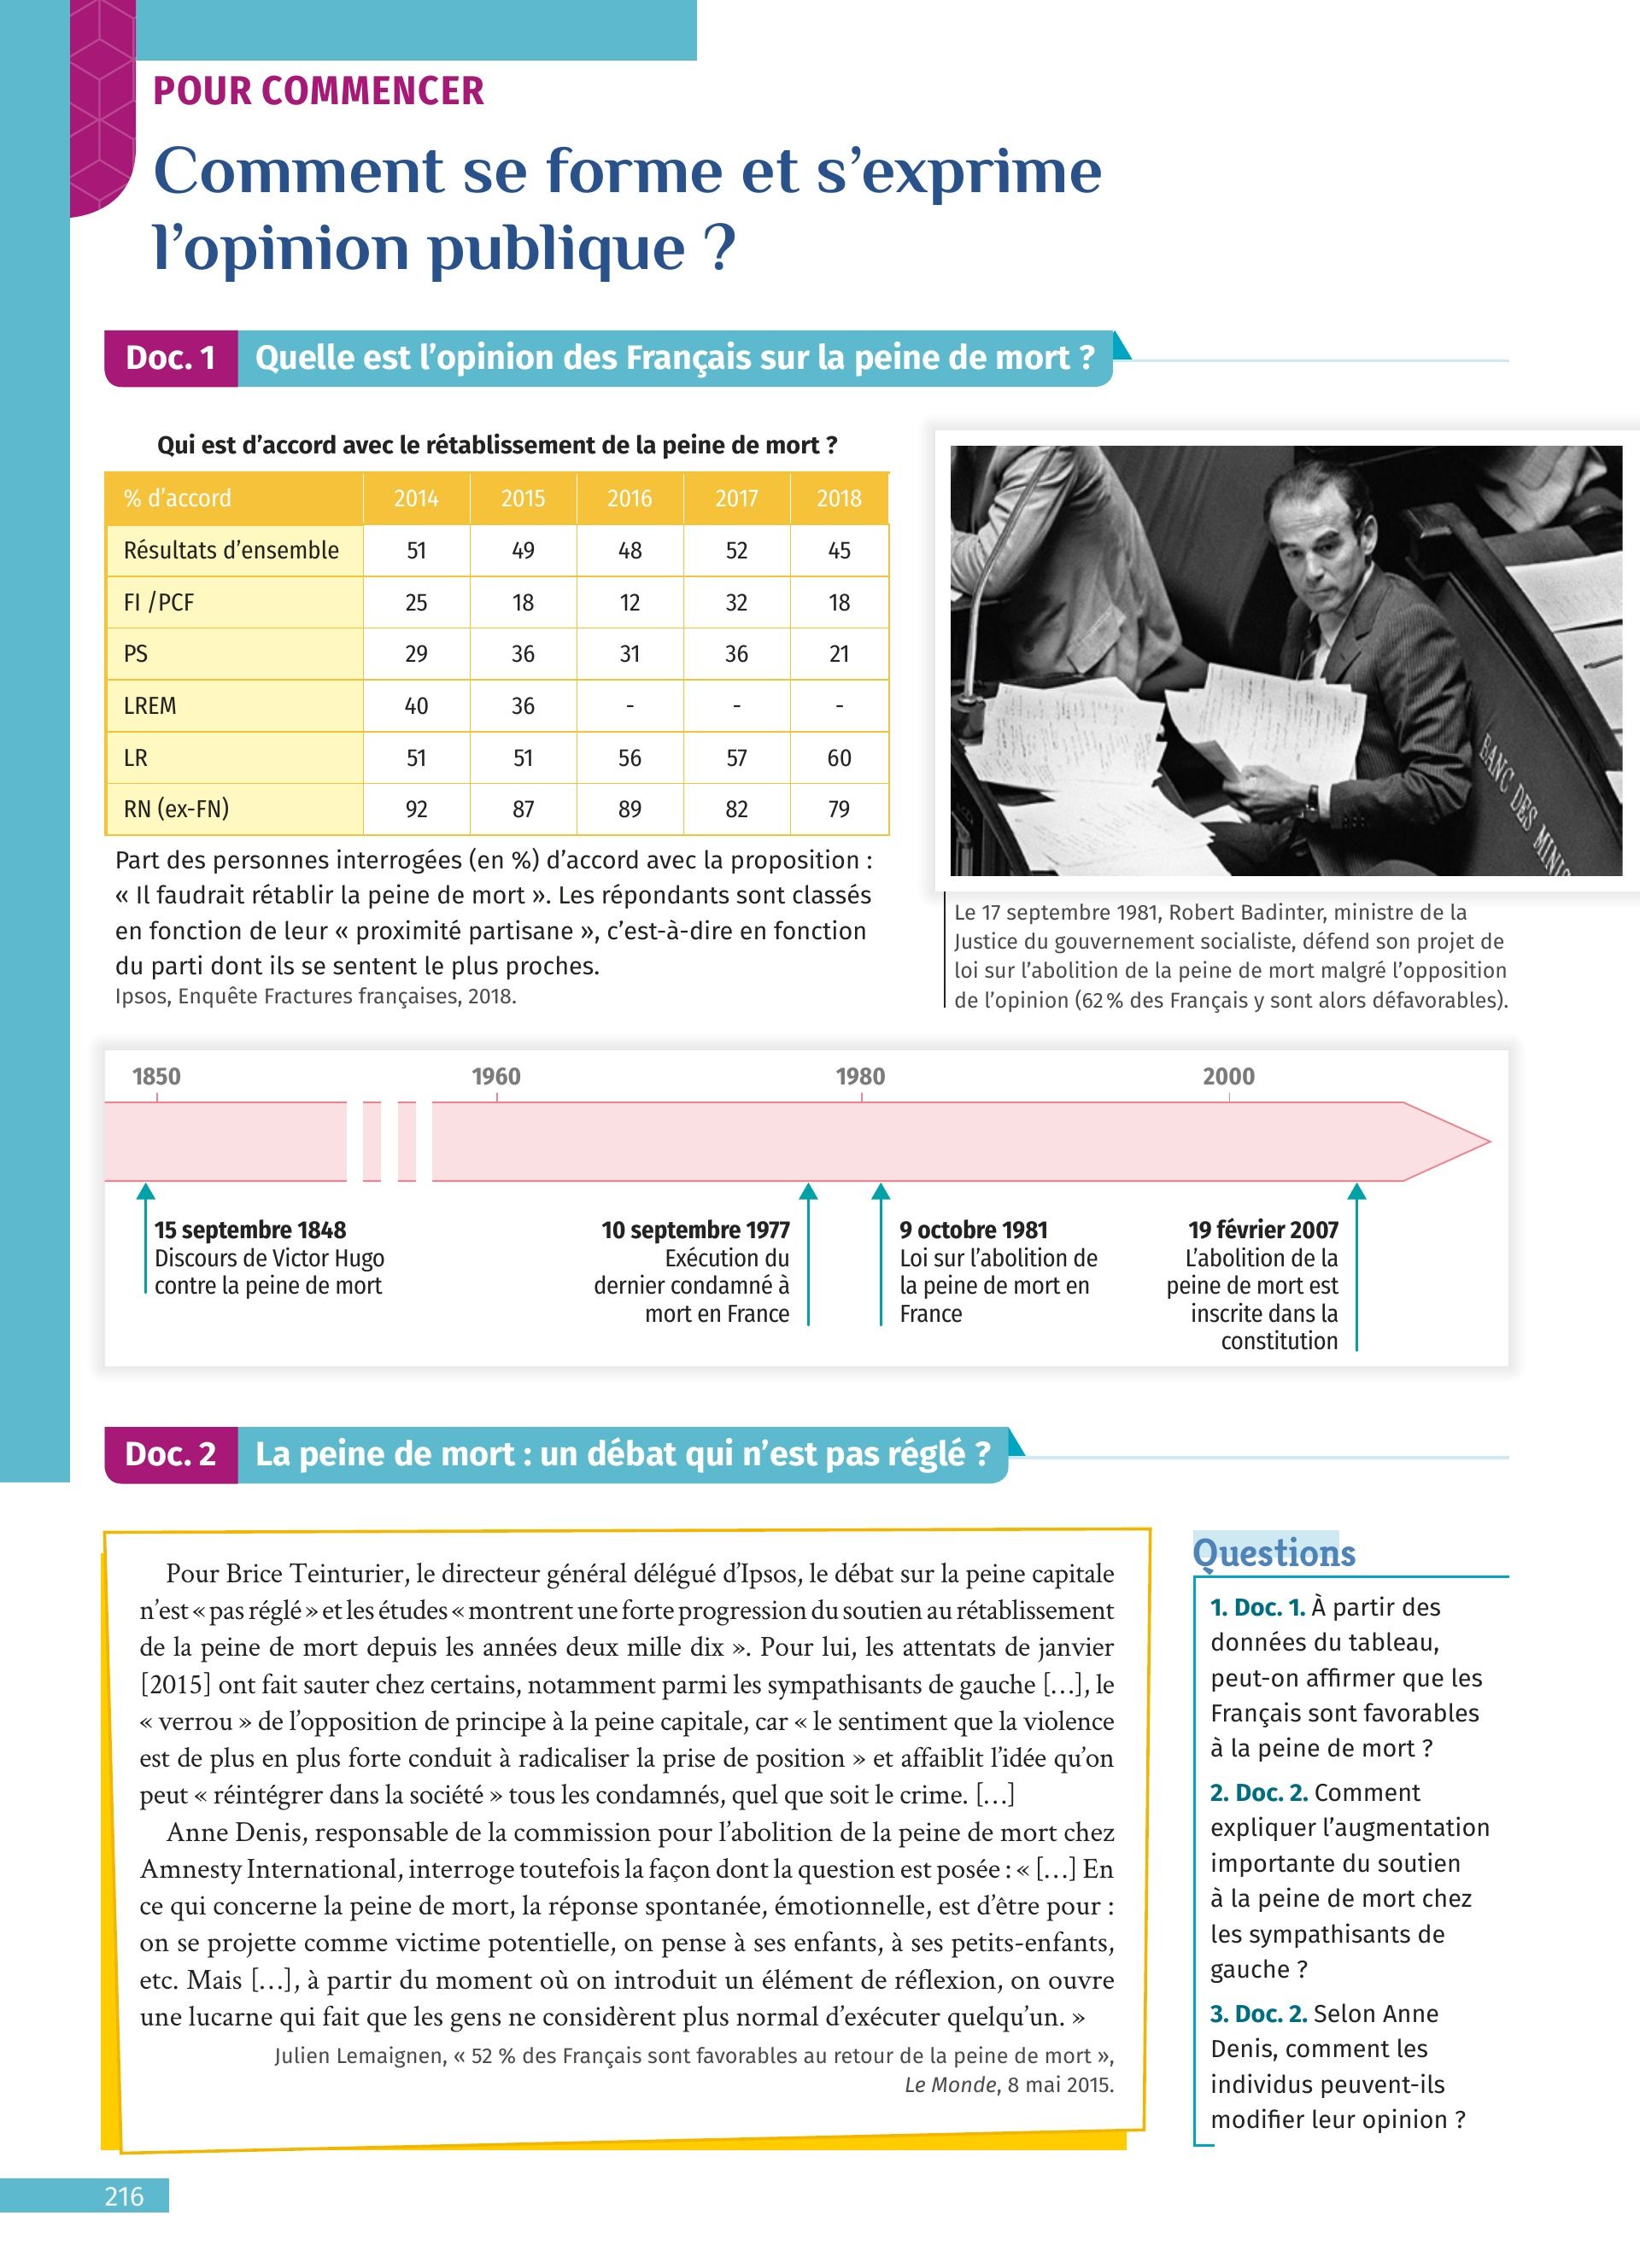 POUR COMMENCER
Comment se forme et s’exprime
l’opinion publique ?
Doc. 1 Quelle est l’opinion des Français sur la peine de mort ?
Qui est d’accord avec le rétablissement de la peine de mort ?
% d’accord 2014 2015 2016 2017 2018
Résultats d’ensemble 51 49 48 52 45
FI /PCF 25 18 12 32 18
PS 29 36 31 36 21
LREM 40 36 - - -
LR 51 51 56 57 60
RN (ex-FN) 92 87 89 82 79
Part des personnes interrogées (en %) d’accord avec la proposition :
« Il faudrait rétablir la peine de mort ». Les répondants sont classés
en fonction de leur « proximité partisane », c’est-à-dire en fonction
du parti dont ils se sentent le plus proches.
Ipsos, Enquête Fractures françaises, 2018.
BANC DES MINIS
Le 17 septembre 1981, Robert Badinter, ministre de la
Justice du gouvernement socialiste, défend son projet de
loi sur l’abolition de la peine de mort malgré l’opposition
de l’opinion (62 % des Français y sont alors défavorables).
1850 1960 1980 2000
15 septembre 1848
Discours de Victor Hugo
contre la peine de mort
10 septembre 1977
Exécution du
dernier condamné à
mort en France
9 octobre 1981
Loi sur l’abolition de
la peine de mort en
France
19 février 2007
L’abolition de la
peine de mort est
inscrite dans la
constitution
Doc. 2 La peine de mort : un débat qui n’est pas réglé ?
Pour Brice Teinturier, le directeur général délégué d’Ipsos, le débat sur la peine capitale
n’est « pas réglé » et les études « montrent une forte progression du soutien au rétablissement
de la peine de mort depuis les années deux mille dix ». Pour lui, les attentats de janvier
[2015] ont fait sauter chez certains, notamment parmi les sympathisants de gauche […], le
« verrou » de l’opposition de principe à la peine capitale, car « le sentiment que la violence
est de plus en plus forte conduit à radicaliser la prise de position » et affaiblit l’idée qu’on
peut « réintégrer dans la société » tous les condamnés, quel que soit le crime. […]
Anne Denis, responsable de la commission pour l’abolition de la peine de mort chez
Amnesty International, interroge toutefois la façon dont la question est posée : « […] En
ce qui concerne la peine de mort, la réponse spontanée, émotionnelle, est d’être pour :
on se projette comme victime potentielle, on pense à ses enfants, à ses petits-enfants,
etc. Mais […], à partir du moment où on introduit un élément de réflexion, on ouvre
une lucarne qui fait que les gens ne considèrent plus normal d’exécuter quelqu’un. »
Julien Lemaignen, « 52 % des Français sont favorables au retour de la peine de mort »,
Le Monde, 8 mai 2015.
Questions
1. Doc. 1. À partir des
données du tableau,
peut-on affirmer que les
Français sont favorables
à la peine de mort ?
2. Doc. 2. Comment
expliquer l’augmentation
importante du soutien
à la peine de mort chez
les sympathisants de
gauche ?
3. Doc. 2. Selon Anne
Denis, comment les
individus peuvent-ils
modifier leur opinion ?
216